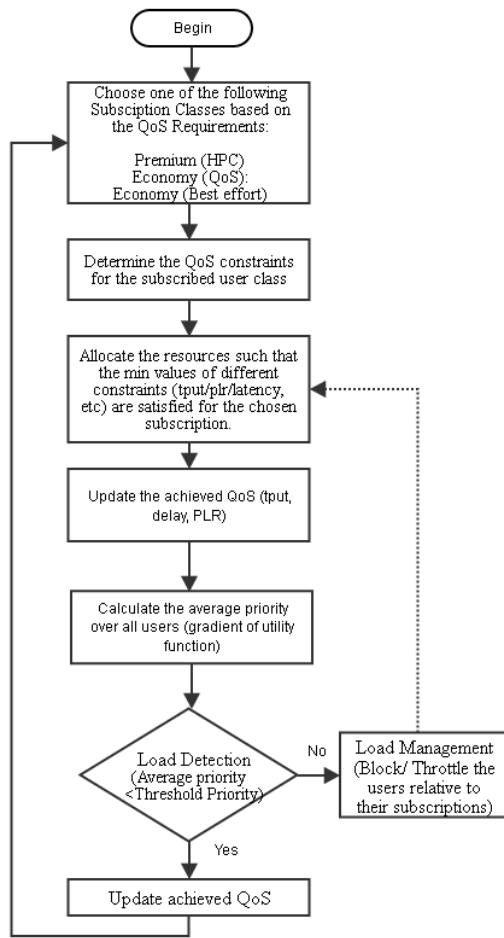 Begin
Choose one of the following
Subsciption Classes based on
the QoS Requirements:
Premium (HPC)
Economy (QoS):
Economy (Best effort)
Determine the QoS constraints
for the subscribed user class
Allocate the resources such that
the min values of different
constraints (tput/plr/latency,
etc) are satisfied for the chosen
subscription.
Update the achieved QoS (tput,
delay, PLR)
Calculate the average priority
over all users (gradient of utility
function)
Load Detection
(Average priority
<Threshold Priority)
No
Load Management
(Block/ Throttle the
users relative to
their subscriptions)
Yes
Update achieved QoS